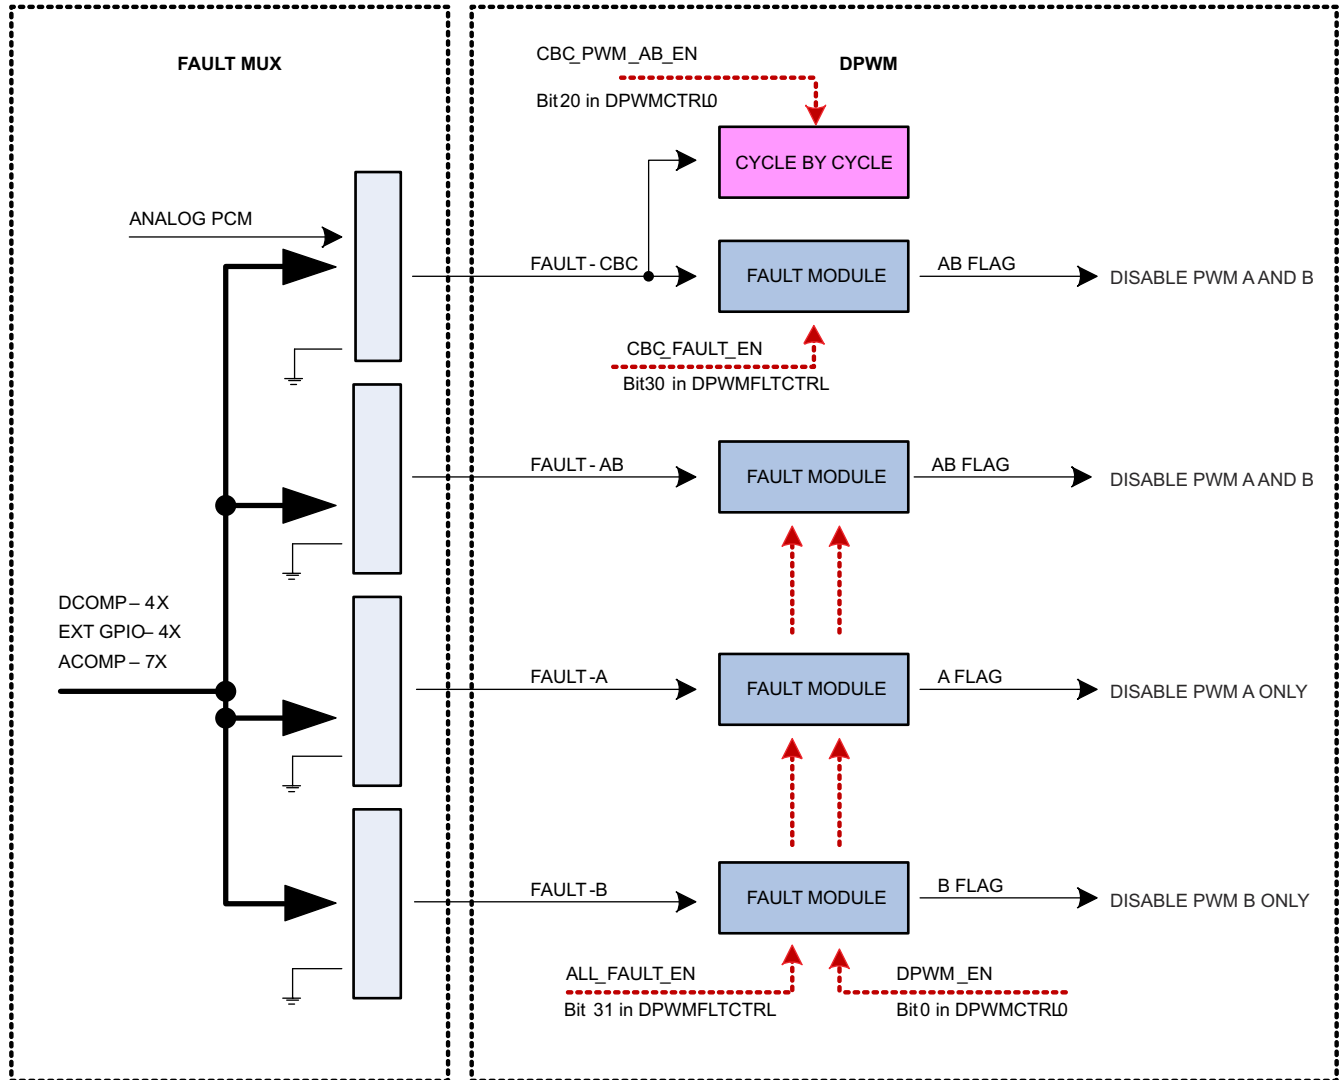 FAULT MUX
DPWM
CBC_PWM_AB_EN
Bit20 in DPWMCTRL0
CYCLE BY CYCLE
ANALOG PCM
FAULT - CBC
FAULT MODULE
AB FLAG
DISABLE PWM A AND B
CBC_FAULT_EN
Bit30 in DPWMFLTCTRL
FAULT - AB
FAULT MODULE
AB FLAG
DISABLE PWM A AND B
DCOMP – 4X
EXT GPIO – 4X
ACOMP – 7X
FAULT -A
FAULT MODULE
A FLAG
DISABLE PWM A ONLY
FAULT -B
FAULT MODULE
B FLAG
DISABLE PWM B ONLY
ALL_FAULT_EN
Bit 31 in DPWMFLTCTRL
DPWM_EN
Bit0 in DPWMCTRL0